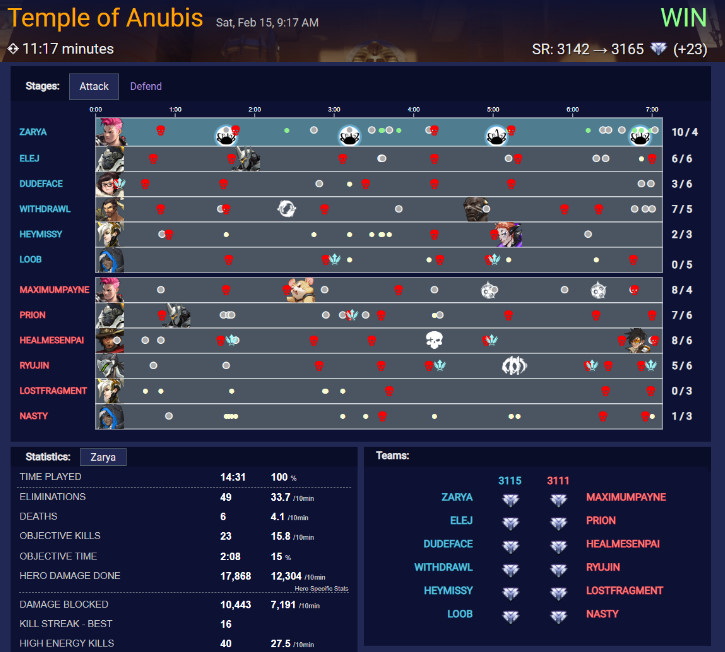 Temple of Anubis Sat, Feb 15, 9:17 AM WIN
11:17 minutes SR: 3142 → 3165 (+23)
Stages: Attack Defend
0:00 1:00 2:00 4:00 5:00 6:00 7:00
ZARYA 10 / 4
ELEJ 6 / 6
DUDEFACE 3 / 6
WITHDRAWL 7 / 5
HEYMISSY 2 / 3
LOOB 0 / 5
MAXIMUMPAYNE 8 / 4
PRION 7 / 6
HEALMESENPAI 8 / 6
RYUJIN 5 / 6
LOSTFRAGMENT 0 / 3
NASTY 1 / 3
Statistics: Zarya
TIME PLAYED 14:31 100 %
ELIMINATIONS 49 33.7 /10min
DEATHS 6 4.1 /10min
OBJECTIVE KILLS 23 15.8 /10min
OBJECTIVE TIME 2:08 15 %
HERO DAMAGE DONE 17,868 12,304 /10min
Hero Specific Stats
DAMAGE BLOCKED 10,443 7,191 /10min
KILL STREAK - BEST 16
HIGH ENERGY KILLS 40 27.5 /10min
Teams:
3115 3111
ZARYA MAXIMUMPAYNE
ELEJ PRION
DUDEFACE HEALMESENPAI
WITHDRAWL RYUJIN
HEYMISSY LOSTFRAGMENT
LOOB NASTY